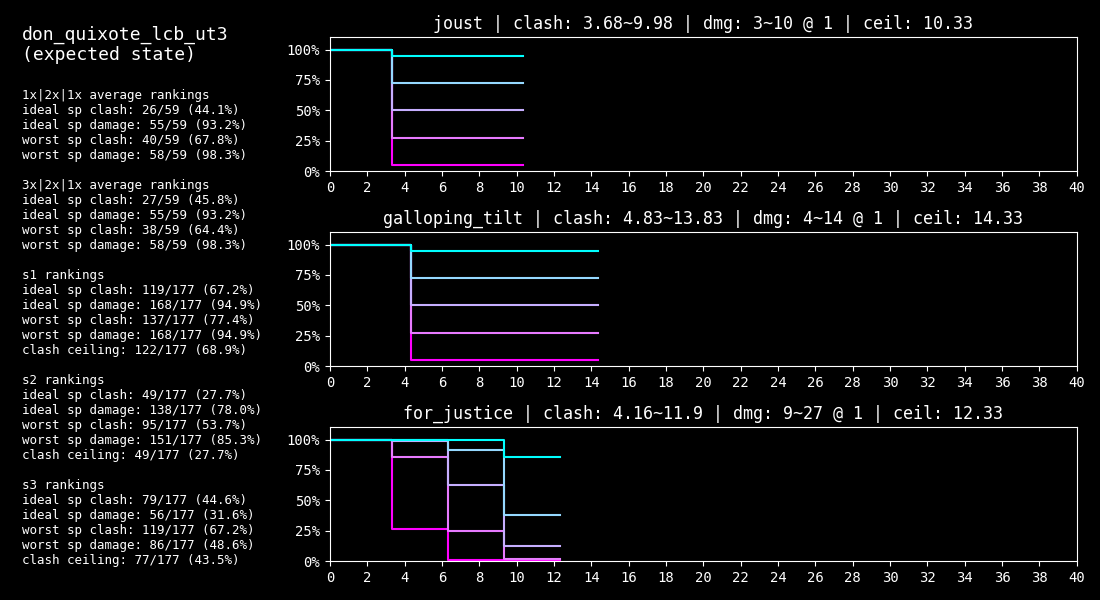 don_quixote_lcb_ut3
(expected state)
1x|2x|1x average rankings
ideal sp clash: 26/59 (44.1%)
ideal sp damage: 55/59 (93.2%)
worst sp clash: 40/59 (67.8%)
worst sp damage: 58/59 (98.3%)
3x|2x|1x average rankings
ideal sp clash: 27/59 (45.8%)
ideal sp damage: 55/59 (93.2%)
worst sp clash: 38/59 (64.4%)
worst sp damage: 58/59 (98.3%)
s1 rankings
ideal sp clash: 119/177 (67.2%)
ideal sp damage: 168/177 (94.9%)
worst sp clash: 137/177 (77.4%)
worst sp damage: 168/177 (94.9%)
clash ceiling: 122/177 (68.9%)
s2 rankings
ideal sp clash: 49/177 (27.7%)
ideal sp damage: 138/177 (78.0%)
worst sp clash: 95/177 (53.7%)
worst sp damage: 151/177 (85.3%)
clash ceiling: 49/177 (27.7%)
s3 rankings
ideal sp clash: 79/177 (44.6%)
ideal sp damage: 56/177 (31.6%)
worst sp clash: 119/177 (67.2%)
worst sp damage: 86/177 (48.6%)
clash ceiling: 77/177 (43.5%)
joust | clash: 3.68~9.98 | dmg: 3~10 @ 1 | ceil: 10.33
100%
75%
50%
25%
0%
0 2 4 6 8 10 12 14 16 18 20 22 24 26 28 30 32 34 36 38 40
galloping_tilt | clash: 4.83~13.83 | dmg: 4~14 @ 1 | ceil: 14.33
100%
75%
50%
25%
0%
0 2 4 6 8 10 12 14 16 18 20 22 24 26 28 30 32 34 36 38 40
for_justice | clash: 4.16~11.9 | dmg: 9~27 @ 1 | ceil: 12.33
100%
75%
50%
25%
0%
0 2 4 6 8 10 12 14 16 18 20 22 24 26 28 30 32 34 36 38 40